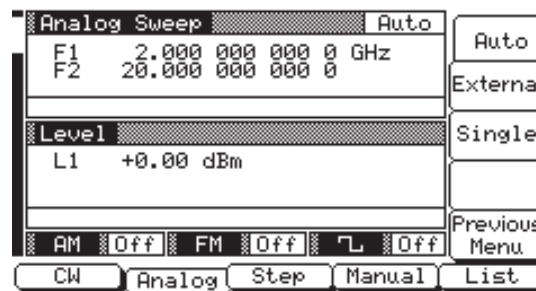 Analog Sweep Auto
F1 2.000 000 000 0 GHz
F2 20.000 000 000 0
Level
L1 +0.00 dBm
AM Off FM Off Off
Auto
Externa
Single
Previous
Menu
CW Analog Step Manual List